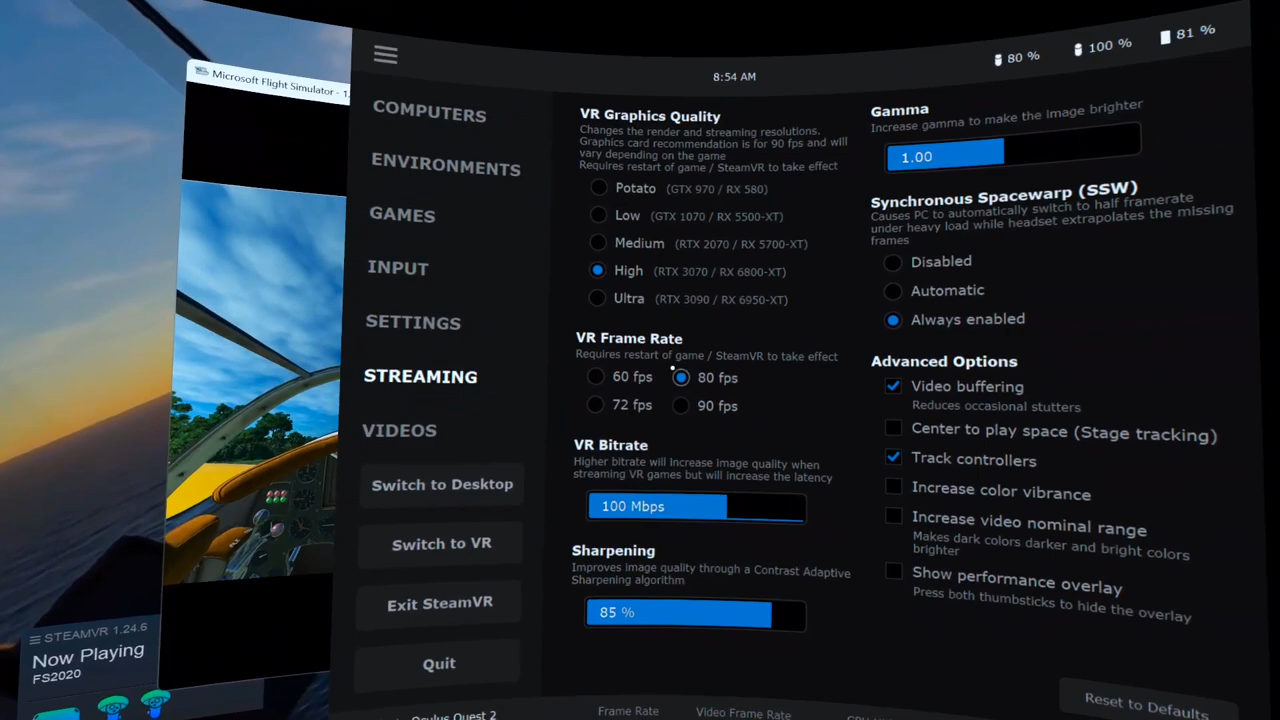 Microsoft Flight Simulator - 1.
8:54 AM
80 %
100 %
81 %
COMPUTERS
ENVIRONMENTS
GAMES
INPUT
SETTINGS
STREAMING
VIDEOS
Switch to Desktop
Switch to VR
Exit SteamVR
Quit
VR Graphics Quality
Changes the render and streaming resolutions.
Graphics card recommendation is for 90 fps and will
vary depending on the game
Requires restart of game / SteamVR to take effect
Potato (GTX 970 / RX 580)
Low (GTX 1070 / RX 5500-XT)
Medium (RTX 2070 / RX 5700-XT)
High (RTX 3070 / RX 6800-XT)
Ultra (RTX 3090 / RX 6950-XT)
VR Frame Rate
Requires restart of game / SteamVR to take effect
60 fps
80 fps
72 fps
90 fps
VR Bitrate
Higher bitrate will increase image quality when
streaming VR games but will increase the latency
100 Mbps
Sharpening
Improves image quality through a Contrast Adaptive
Sharpening algorithm
85 %
Gamma
Increase gamma to make the image brighter
1.00
Synchronous Spacewarp (SSW)
Causes PC to automatically switch to half framerate
under heavy load while headset extrapolates the missing
frames
Disabled
Automatic
Always enabled
Advanced Options
Video buffering
Reduces occasional stutters
Center to play space (Stage tracking)
Track controllers
Increase color vibrance
Increase video nominal range
Makes dark colors darker and bright colors
brighter
Show performance overlay
Press both thumbsticks to hide the overlay
Reset to Defaults
STEAMVR 1.24.6
Now Playing
FS2020
Oculus Quest 2
Frame Rate
Video Frame Rate